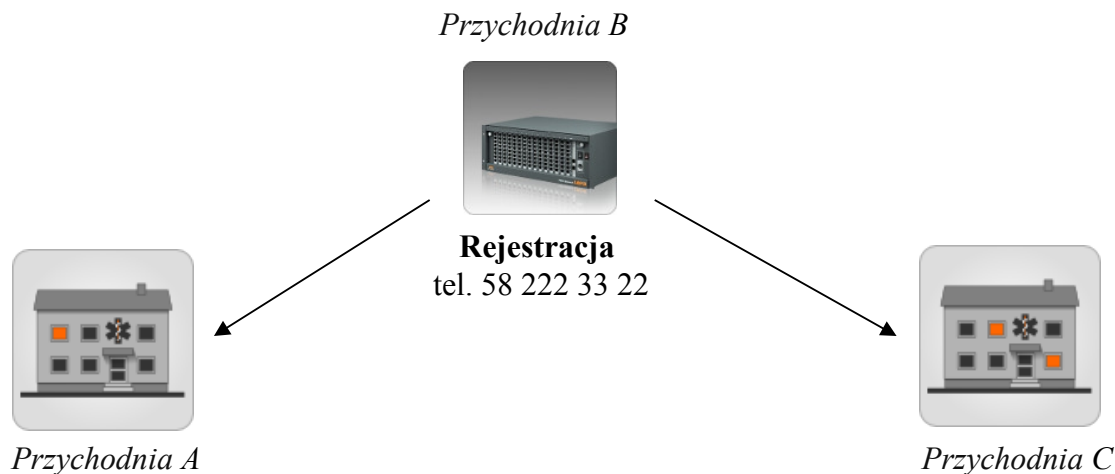 Przychodnia B
Rejestracja
tel. 58 222 33 22
Przychodnia A
Przychodnia C